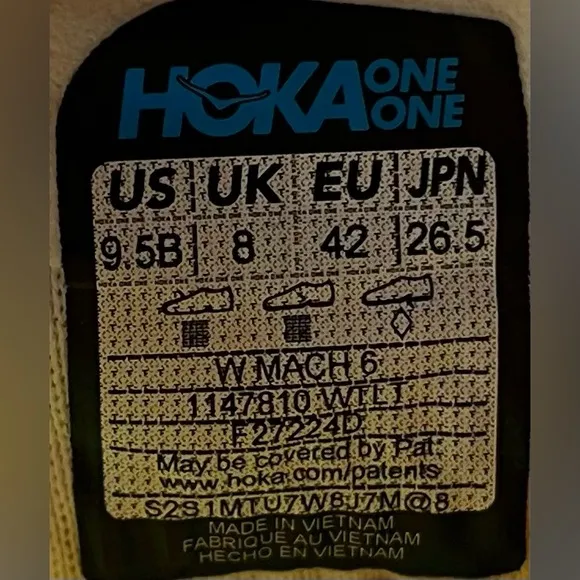 HOKA ONE ONE
US UK EU JPN
9.5B 8 42 26.5
W MACH 6
1147810 WTLT
F27224D
May be covered by Pat.
www.hoka.com/patents
S2S1MTU7W8J7M@8
MADE IN VIETNAM
FABRIQUE AU VIETNAM
HECHO EN VIETNAM